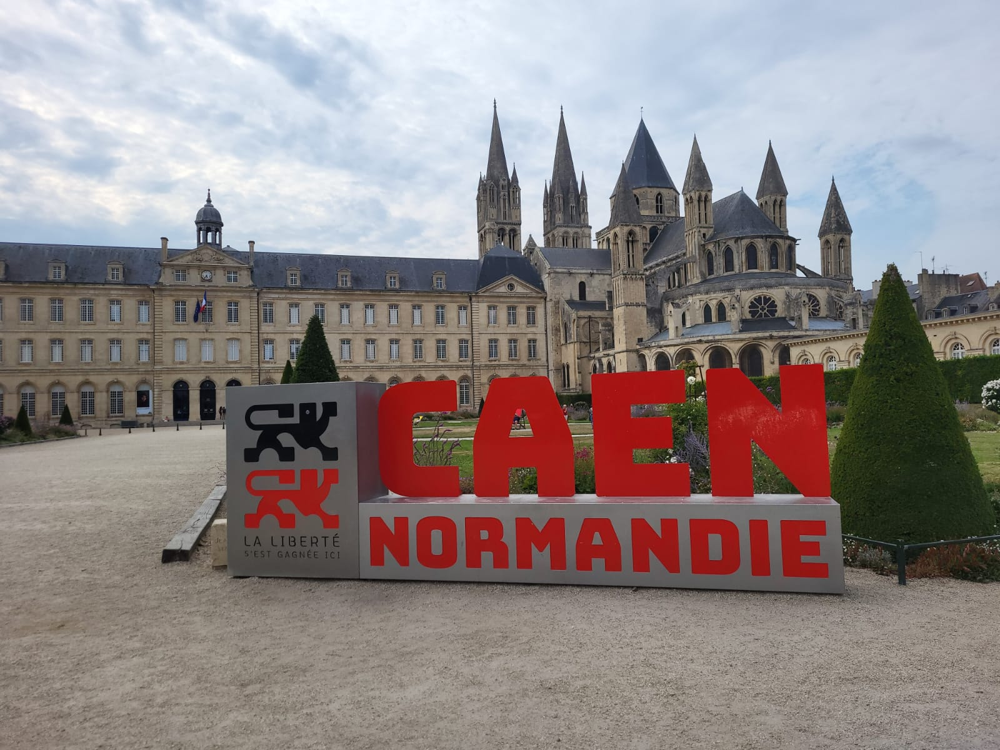 CAEN
NORMANDIE
LA LIBERTÉ
S'EST GAGNÉE ICI